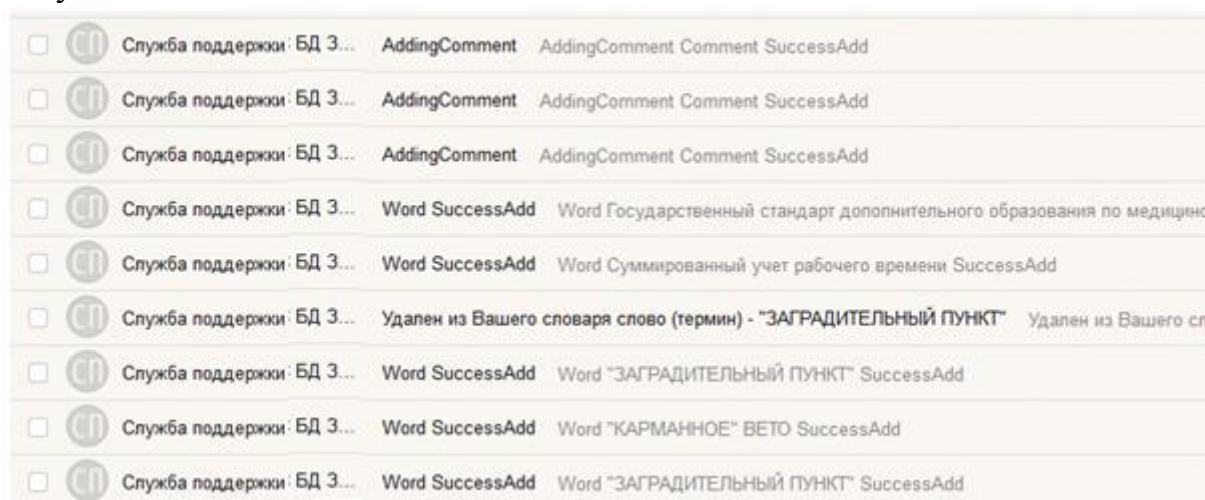 СП Служба поддержки БД З... AddingComment AddingComment Comment SuccessAdd
СП Служба поддержки БД З... AddingComment AddingComment Comment SuccessAdd
СП Служба поддержки БД З... AddingComment AddingComment Comment SuccessAdd
СП Служба поддержки БД З... Word SuccessAdd Word Государственный стандарт дополнительного образования по медицинс
СП Служба поддержки БД З... Word SuccessAdd Word Суммированный учет рабочего времени SuccessAdd
СП Служба поддержки БД З... Удален из Вашего словаря слово (термин) - "ЗАГРАДИТЕЛЬНЫЙ ПУНКТ" Удален из Вашего сл
СП Служба поддержки БД З... Word SuccessAdd Word "ЗАГРАДИТЕЛЬНЫЙ ПУНКТ" SuccessAdd
СП Служба поддержки БД З... Word SuccessAdd Word "КАРМАННОЕ" ВЕТО SuccessAdd
СП Служба поддержки БД З... Word SuccessAdd Word "ЗАГРАДИТЕЛЬНЫЙ ПУНКТ" SuccessAdd